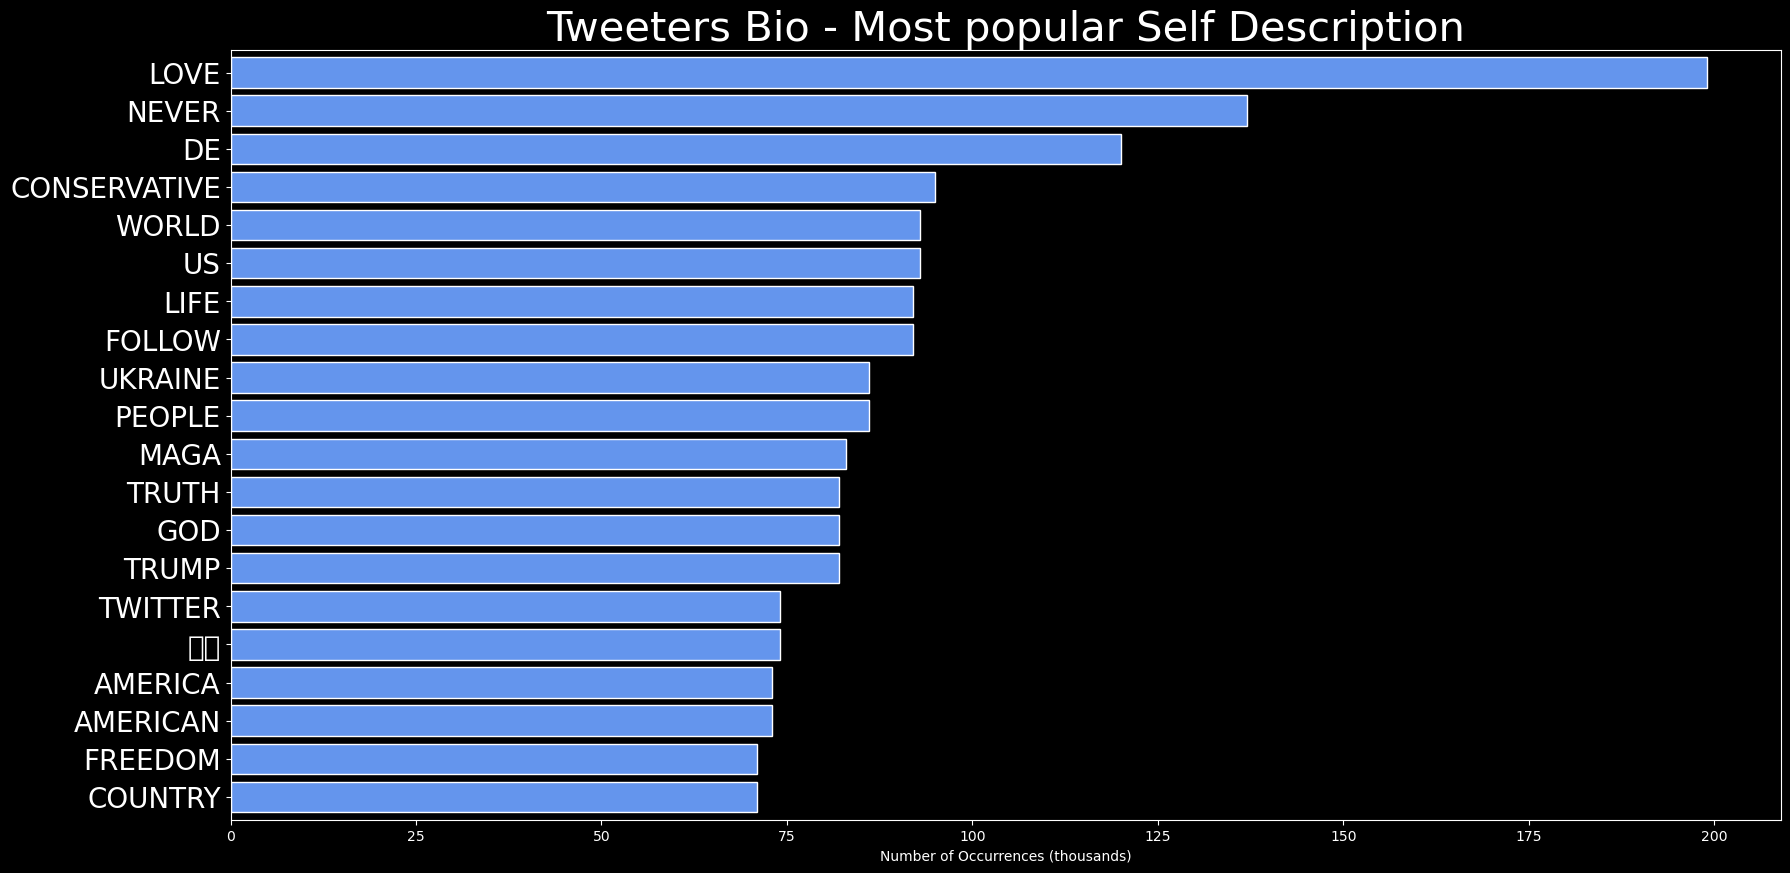 Tweeters Bio - Most popular Self Description
LOVE
NEVER
DE
CONSERVATIVE
WORLD
US
LIFE
FOLLOW
UKRAINE
PEOPLE
MAGA
TRUTH
GOD
TRUMP
TWITTER
AMERICA
AMERICAN
FREEDOM
COUNTRY
0 25 50 75 100 125 150 175 200
Number of Occurrences (thousands)